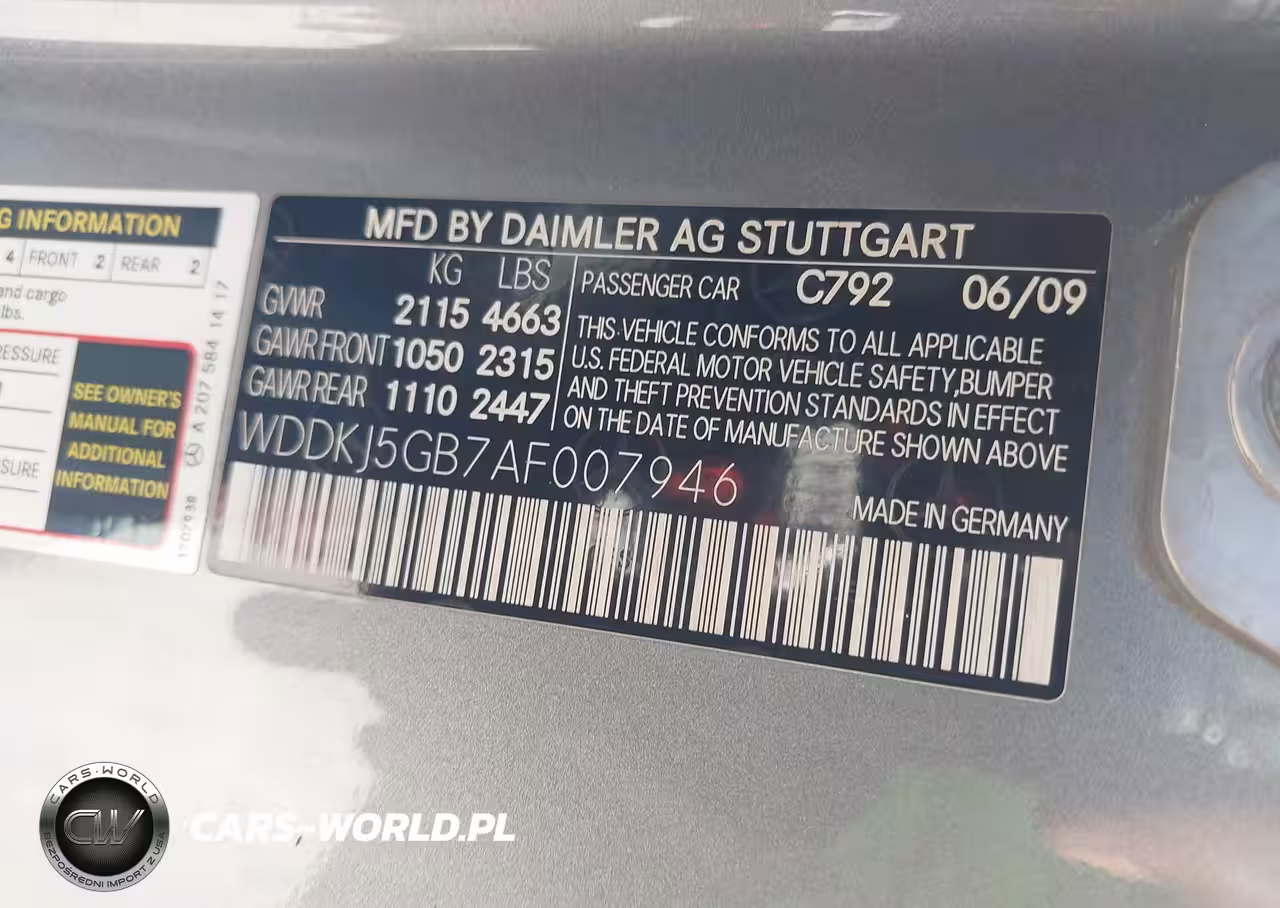 G INFORMATION
4 FRONT 2 REAR 2
and cargo
lbs.
RESSURE
SURE
SEE OWNER'S
MANUAL FOR
ADDITIONAL
INFORMATION
A 207 584 14 17
MFD BY DAIMLER AG STUTTGART
KG LBS
GVWR 2115 4663
GAWR FRONT 1050 2315
GAWR REAR 1110 2447
PASSENGER CAR C792 06/09
THIS VEHICLE CONFORMS TO ALL APPLICABLE
U.S. FEDERAL MOTOR VEHICLE SAFETY,BUMPER
AND THEFT PREVENTION STANDARDS IN EFFECT
ON THE DATE OF MANUFACTURE SHOWN ABOVE
WDDKJ5GB7AF007946
MADE IN GERMANY
CARS-WORLD
CW
BEZPOŚREDNI IMPORT Z USA
CARS-WORLD.PL